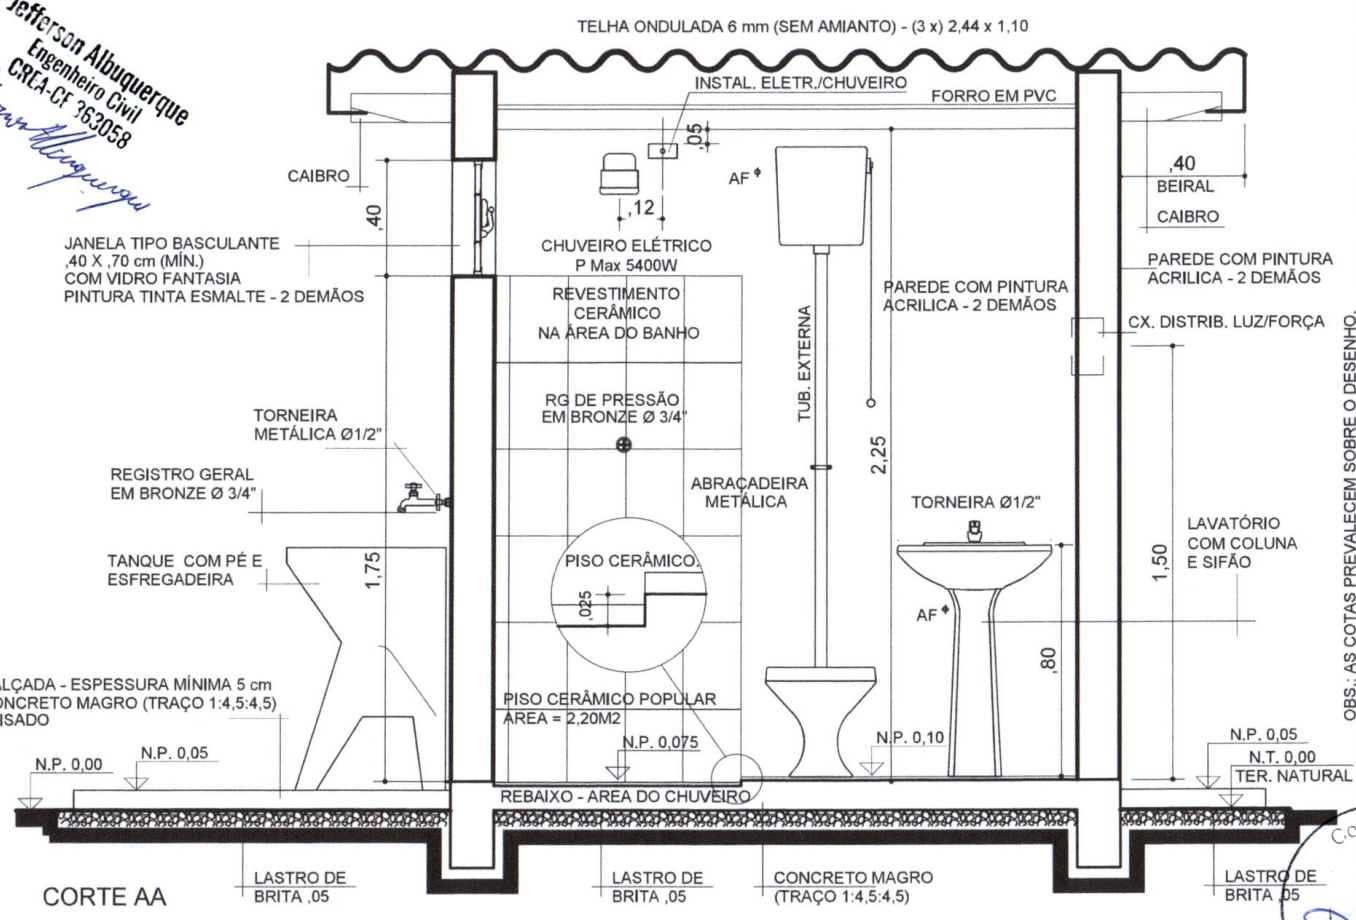 Jefferson Albuquerque
Engenheiro Civil
CREA-CE 363058
TELHA ONDULADA 6 mm (SEM AMIANTO) - (3 x) 2,44 x 1,10
INSTAL. ELETR./CHUVEIRO
FORRO EM PVC
,05
AF
CAIBRO
,40
,12
,40
BEIRAL
CAIBRO
JANELA TIPO BASCULANTE
,40 X ,70 cm (MÍN.)
COM VIDRO FANTASIA
PINTURA TINTA ESMALTE - 2 DEMÃOS
CHUVEIRO ELÉTRICO
P Max 5400W
REVESTIMENTO
CERÂMICO
NA ÁREA DO BANHO
PAREDE COM PINTURA
ACRILICA - 2 DEMÃOS
PAREDE COM PINTURA
ACRILICA - 2 DEMÃOS
CX. DISTRIB. LUZ/FORÇA
TUB. EXTERNA
RG DE PRESSÃO
EM BRONZE Ø 3/4"
TORNEIRA
METÁLICA Ø1/2"
REGISTRO GERAL
EM BRONZE Ø 3/4"
2,25
ABRAÇADEIRA
METÁLICA
TORNEIRA Ø1/2"
LAVATÓRIO
COM COLUNA
E SIFÃO
TANQUE COM PÉ E
ESFREGADEIRA
1,75
PISO CERÂMICO.
,025
1,50
AF
,80
OBS.: AS COTAS PREVALECEM SOBRE O DESENHO.
ALÇADA - ESPESSURA MÍNIMA 5 cm
ONCRETO MAGRO (TRAÇO 1:4,5:4,5)
ISADO
PISO CERÂMICO POPULAR
AREA = 2,20M2
N.P. 0,00
N.P. 0,05
N.P. 0,075
N.P. 0,10
N.P. 0,05
N.T. 0,00
TER. NATURAL
REBAIXO - AREA DO CHUVEIRO
CORTE AA
LASTRO DE
BRITA ,05
LASTRO DE
BRITA ,05
CONCRETO MAGRO
(TRAÇO 1:4,5:4,5)
LASTRO DE
BRITA ,05